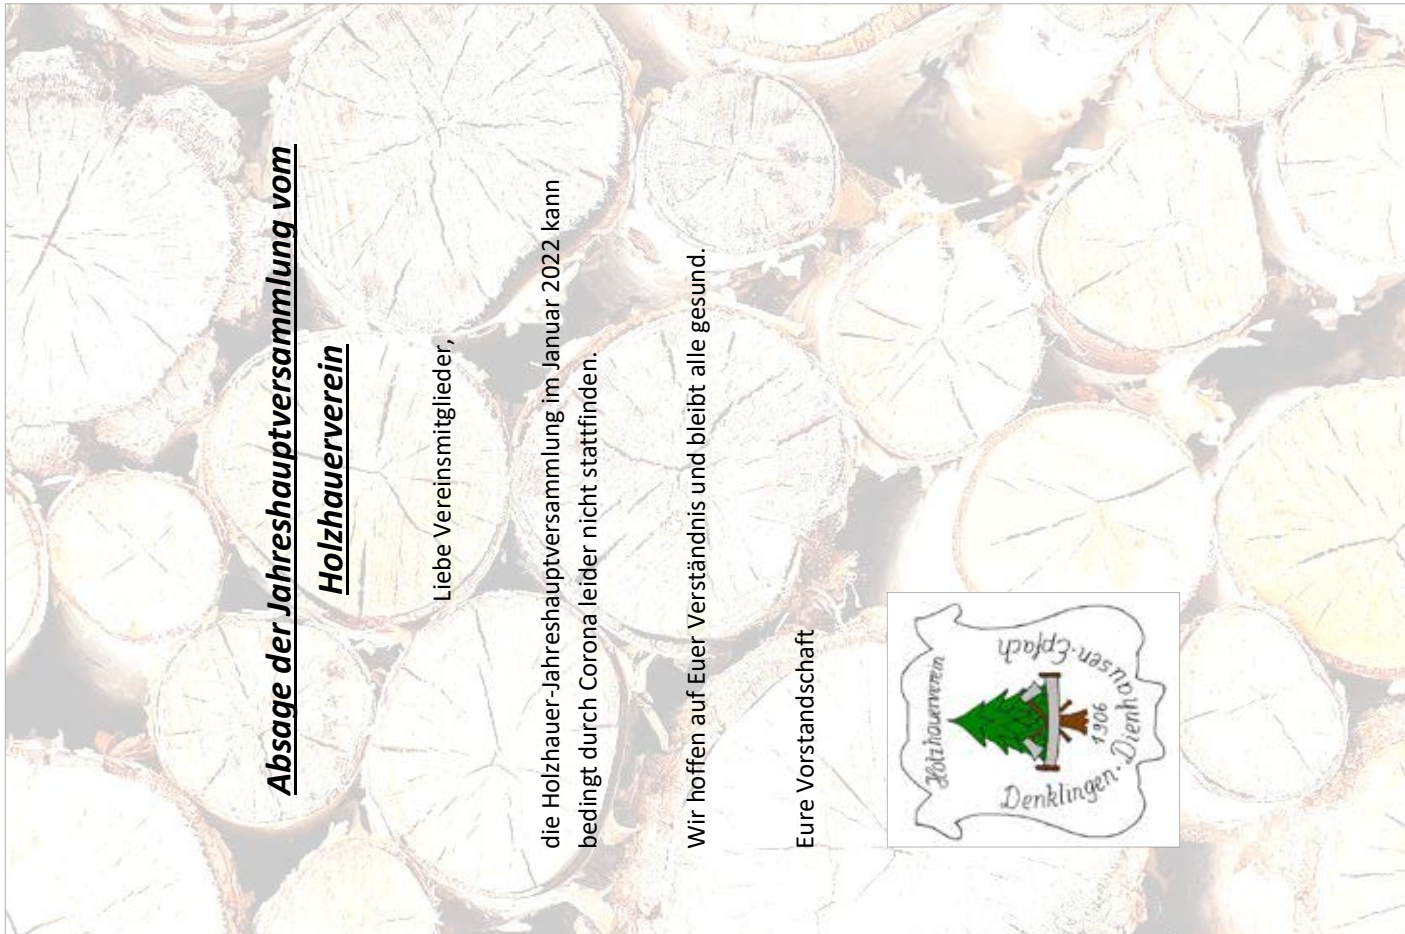 Absage der Jahreshauptversammlung vom
Holzhauerverein
Liebe Vereinsmitglieder,
die Holzhauer-Jahreshauptversammlung im Januar 2022 kann
bedingt durch Corona leider nicht stattfinden.
Wir hoffen auf Euer Verständnis und bleibt alle gesund.
Eure Vorstandschaft
Holzhauerverein
1906
Denklingen·Dienhausen·Epfach